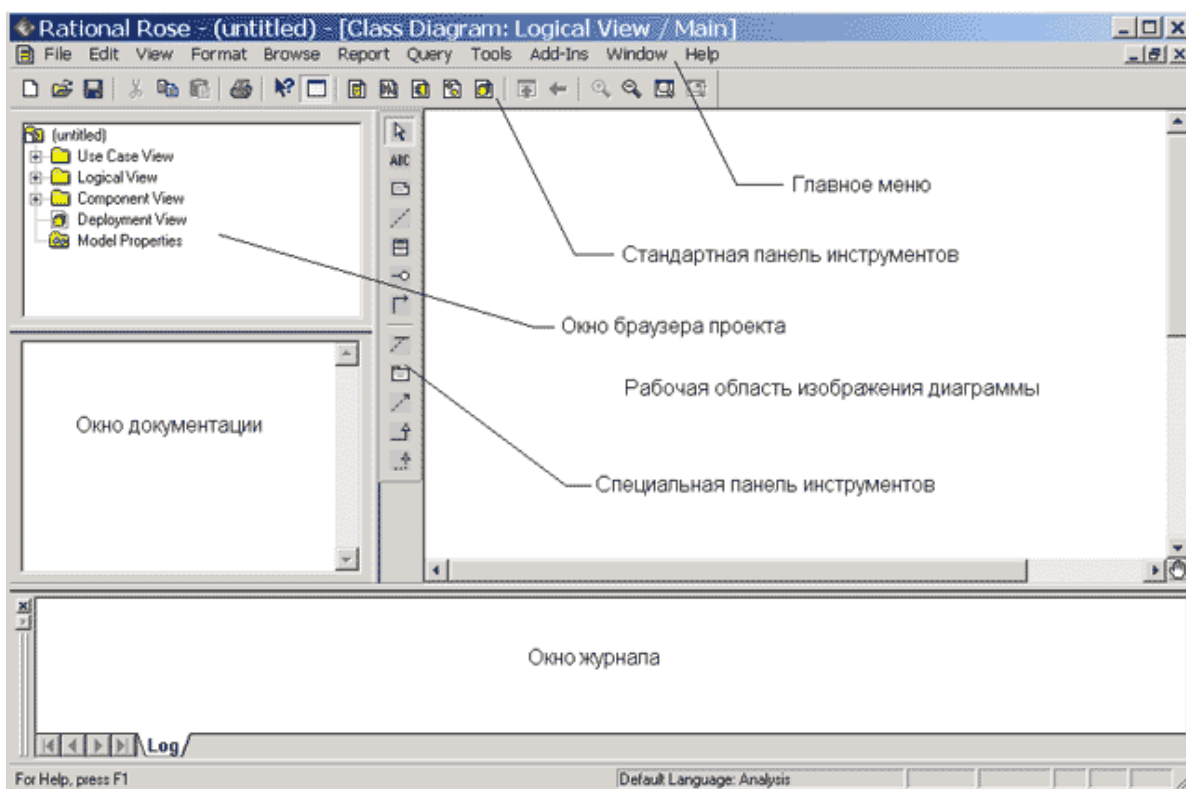 Rational Rose - (untitled) - [Class Diagram: Logical View / Main]
File Edit View Format Browse Report Query Tools Add-Ins Window Help
(untitled)
Use Case View
Logical View
Component View
Deployment View
Model Properties
ABC
Главное меню
Стандартная панель инструментов
Окно браузера проекта
Рабочая область изображения диаграммы
Окно документации
Специальная панель инструментов
Окно журнала
Log
For Help, press F1
Default Language: Analysis